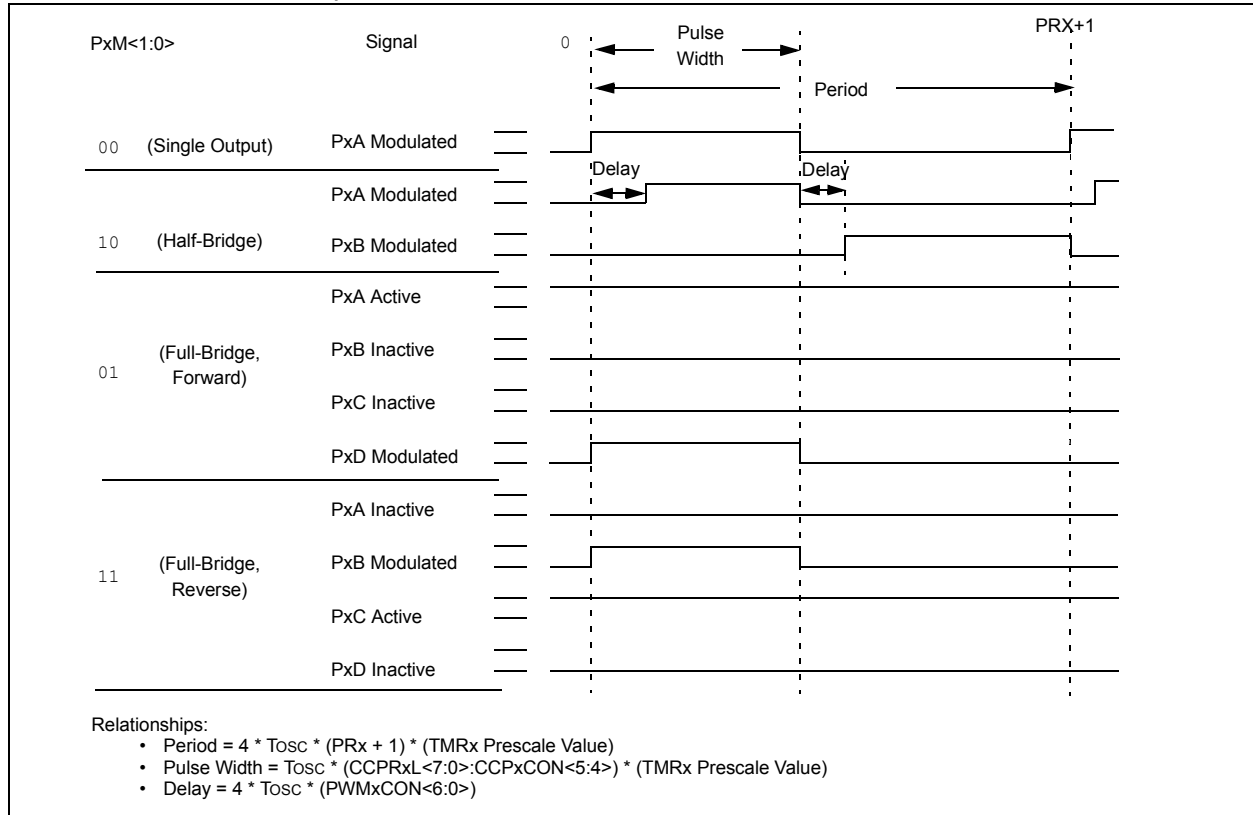 PxM<1:0> Signal 0 Pulse Width PRX+1
Period
00 (Single Output) PxA Modulated
Delay Delay
PxA Modulated
10 (Half-Bridge) PxB Modulated
PxA Active
01 (Full-Bridge, Forward) PxB Inactive
PxC Inactive
PxD Modulated
PxA Inactive
11 (Full-Bridge, Reverse) PxB Modulated
PxC Active
PxD Inactive
Relationships:
• Period = 4 * TOSC * (PRx + 1) * (TMRx Prescale Value)
• Pulse Width = TOSC * (CCPRxL<7:0>:CCPxCON<5:4>) * (TMRx Prescale Value)
• Delay = 4 * TOSC * (PWMxCON<6:0>)